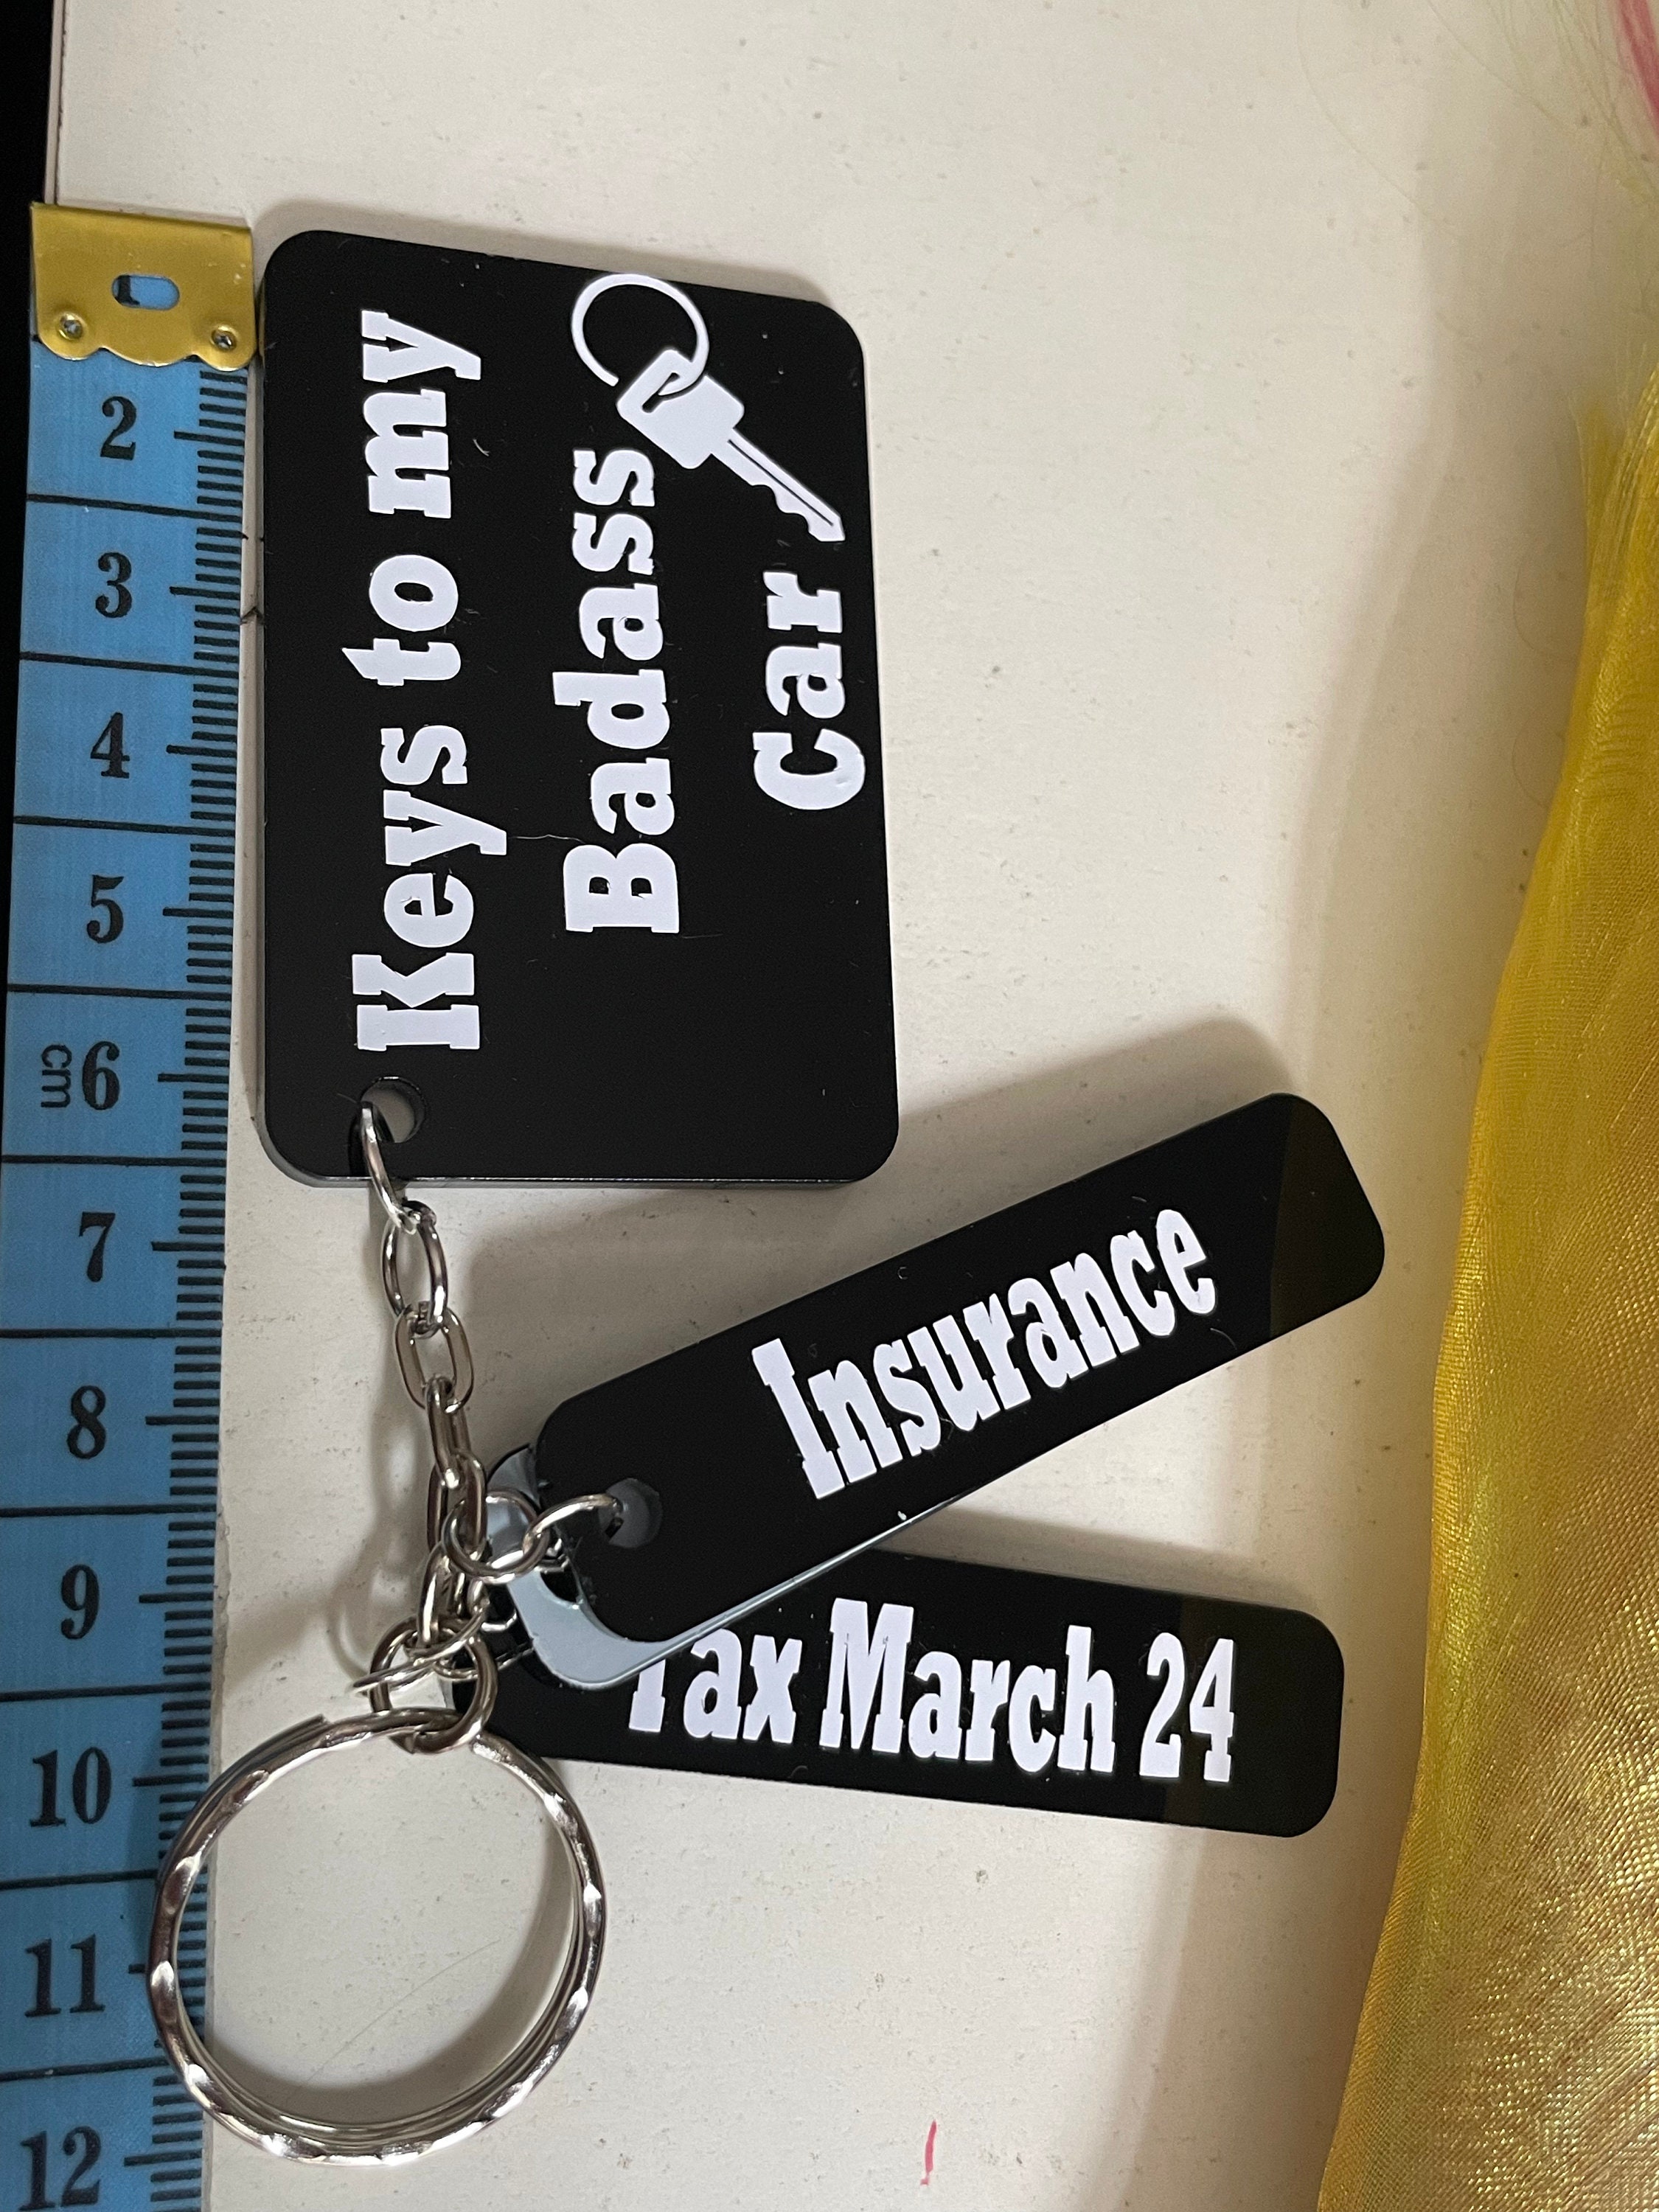 Keys to my
Badass
Car
Insurance
Tax March 24
1
2
3
4
5
6
cm
7
8
9
10
11
12